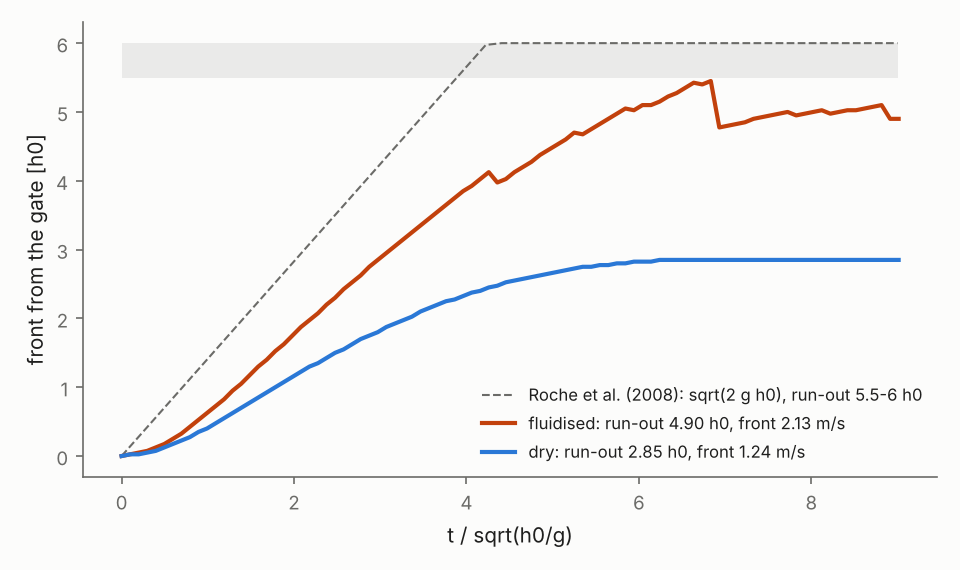 6
5
4
3
2
1
0
front from the gate [h0]
Roche et al. (2008): sqrt(2 g h0), run-out 5.5-6 h0
fluidised: run-out 4.90 h0, front 2.13 m/s
dry: run-out 2.85 h0, front 1.24 m/s
0 2 4 6 8
t / sqrt(h0/g)